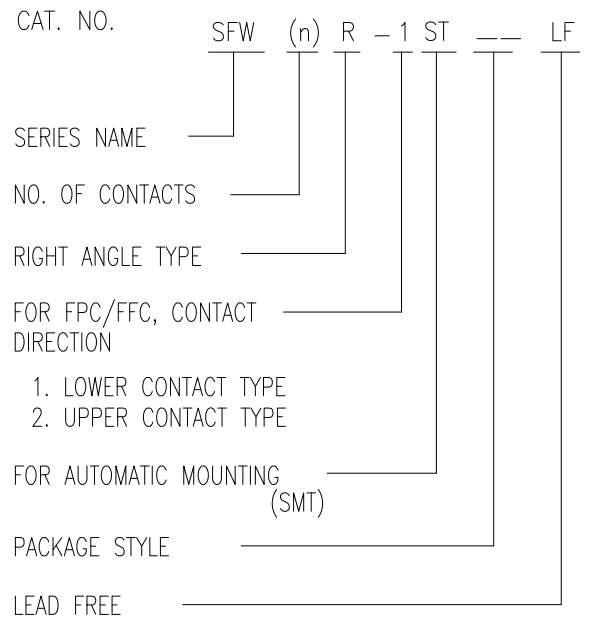 CAT. NO.
SFW (n) R - 1 ST __ LF
SERIES NAME
NO. OF CONTACTS
RIGHT ANGLE TYPE
FOR FPC/FFC, CONTACT
DIRECTION
1. LOWER CONTACT TYPE
2. UPPER CONTACT TYPE
FOR AUTOMATIC MOUNTING
(SMT)
PACKAGE STYLE
LEAD FREE